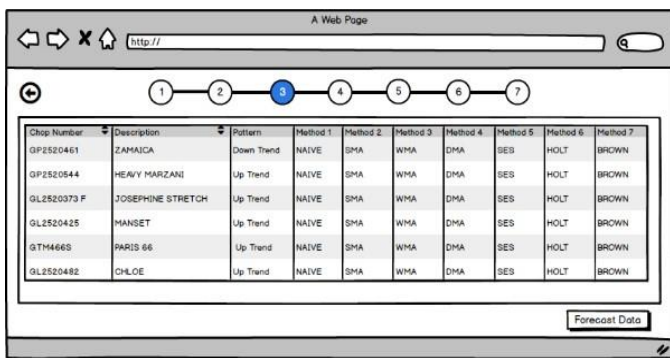 A Web Page
http://
1 2 3 4 5 6 7
Chop Number Description Pattern Method 1 Method 2 Method 3 Method 4 Method 5 Method 6 Method 7
GP2520461 ZAMAICA Down Trend NAIVE SMA WMA DMA SES HOLT BROWN
GP2520544 HEAVY MARZANI Up Trend NAIVE SMA WMA DMA SES HOLT BROWN
GL2520373 F JOSEPHINE STRETCH Up Trend NAIVE SMA WMA DMA SES HOLT BROWN
GL2520425 MANSET Up Trend NAIVE SMA WMA DMA SES HOLT BROWN
GTM466S PARIS 66 Up Trend NAIVE SMA WMA DMA SES HOLT BROWN
GL2520482 CHLOE Up Trend NAIVE SMA WMA DMA SES HOLT BROWN
Forecast Data